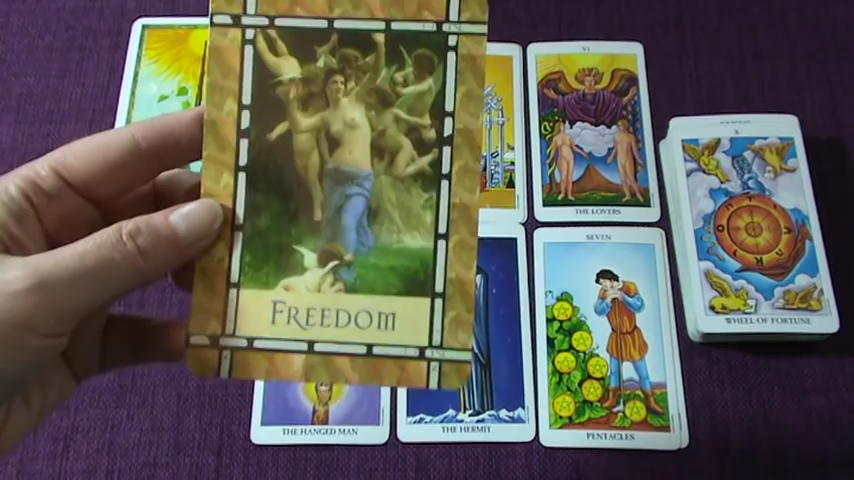 VI
THE LOVERS
X
WHEEL OF FORTUNE
FREEDOM
SEVEN
PENTACLES
THE HANGED MAN
THE HERMIT